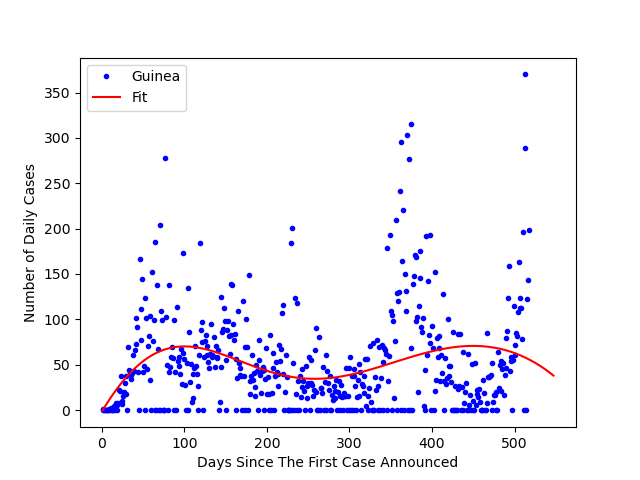 Guinea
Fit
Number of Daily Cases
350
300
250
200
150
100
50
0
0 100 200 300 400 500
Days Since The First Case Announced